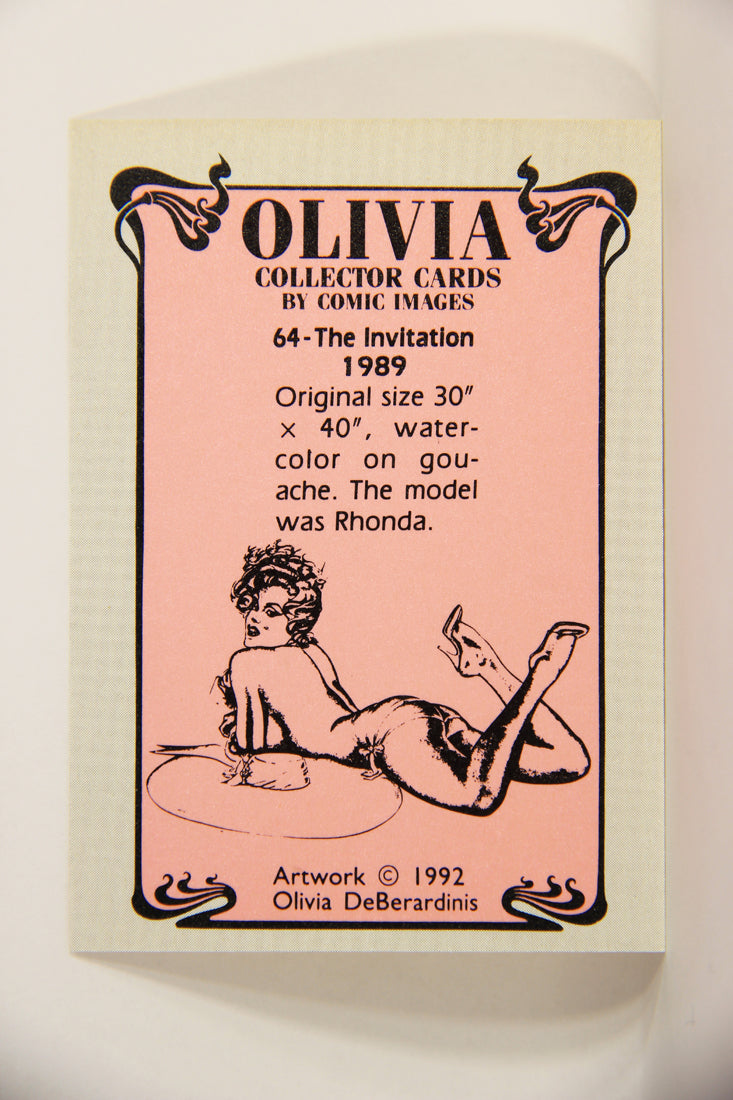 OLIVIA
COLLECTOR CARDS
BY COMIC IMAGES
64-The Invitation
1989
Original size 30"
x 40", water-
color on gou-
ache. The model
was Rhonda.
Artwork © 1992
Olivia DeBerardinis